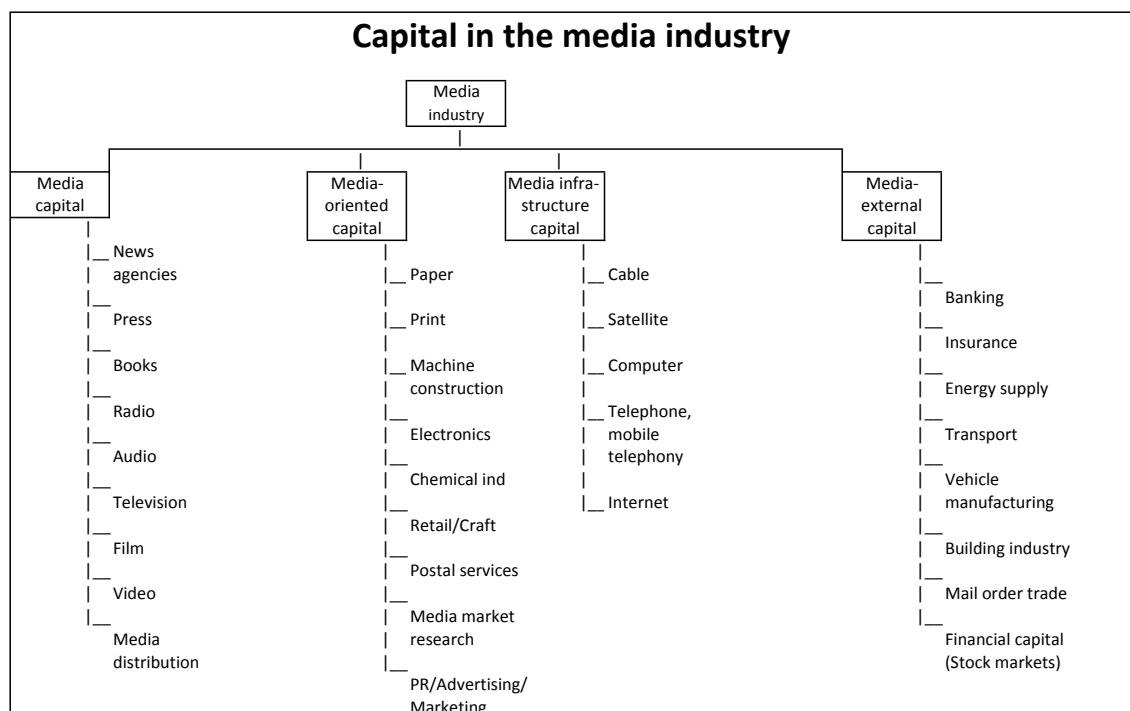 Capital in the media industry
Media
industry
Media
capital
News
agencies
Press
Books
Radio
Audio
Television
Film
Video
Media
distribution
Media-
oriented
capital
Paper
Print
Machine
construction
Electronics
Chemical ind
Retail/Craft
Postal services
Media market
research
PR/Advertising/
Marketing
Media infra-
structure
capital
Cable
Satellite
Computer
Telephone,
mobile
telephony
Internet
Media-
external
capital
Banking
Insurance
Energy supply
Transport
Vehicle
manufacturing
Building industry
Mail order trade
Financial capital
(Stock markets)